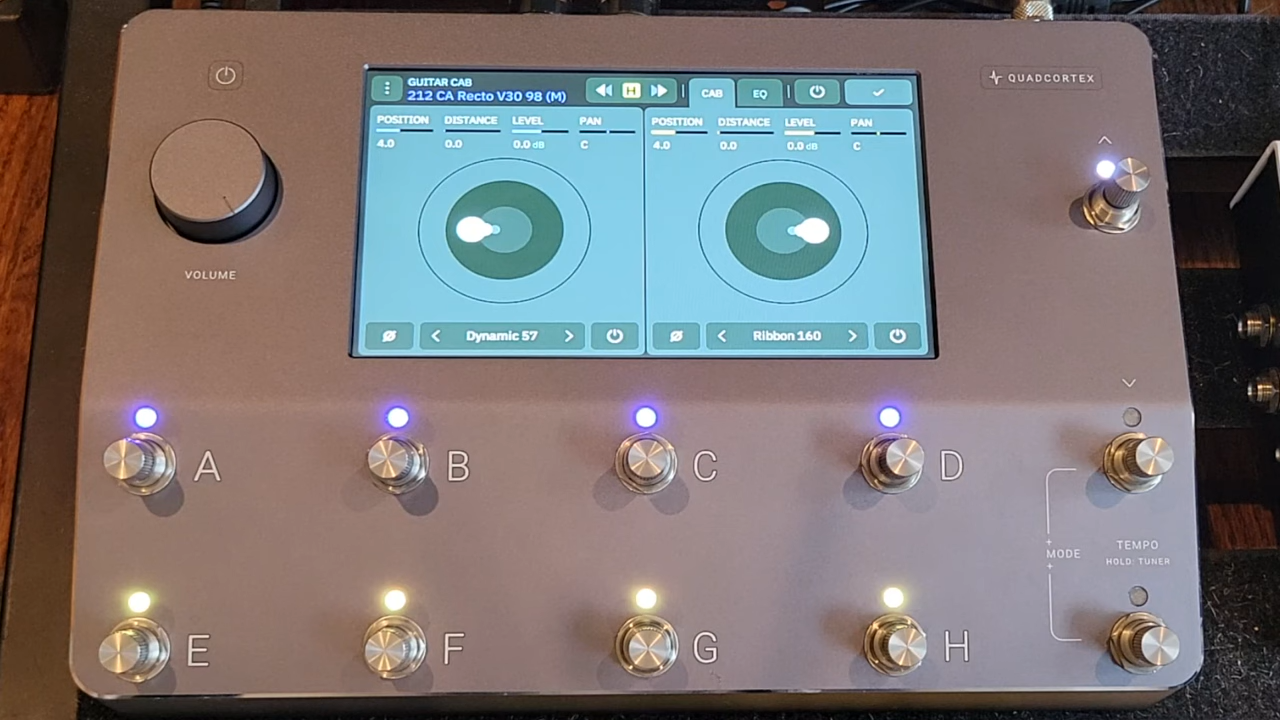 GUITAR CAB
212 CA Recto V30 98 (M)
H
CAB
EQ
QUADCORTEX
POSITION DISTANCE LEVEL PAN
4.0 0.0 0.0 dB C
POSITION DISTANCE LEVEL PAN
4.0 0.0 0.0 dB C
VOLUME
Dynamic 57
Ribbon 160
A
B
C
D
MODE
TEMPO
HOLD: TUNER
E
F
G
H